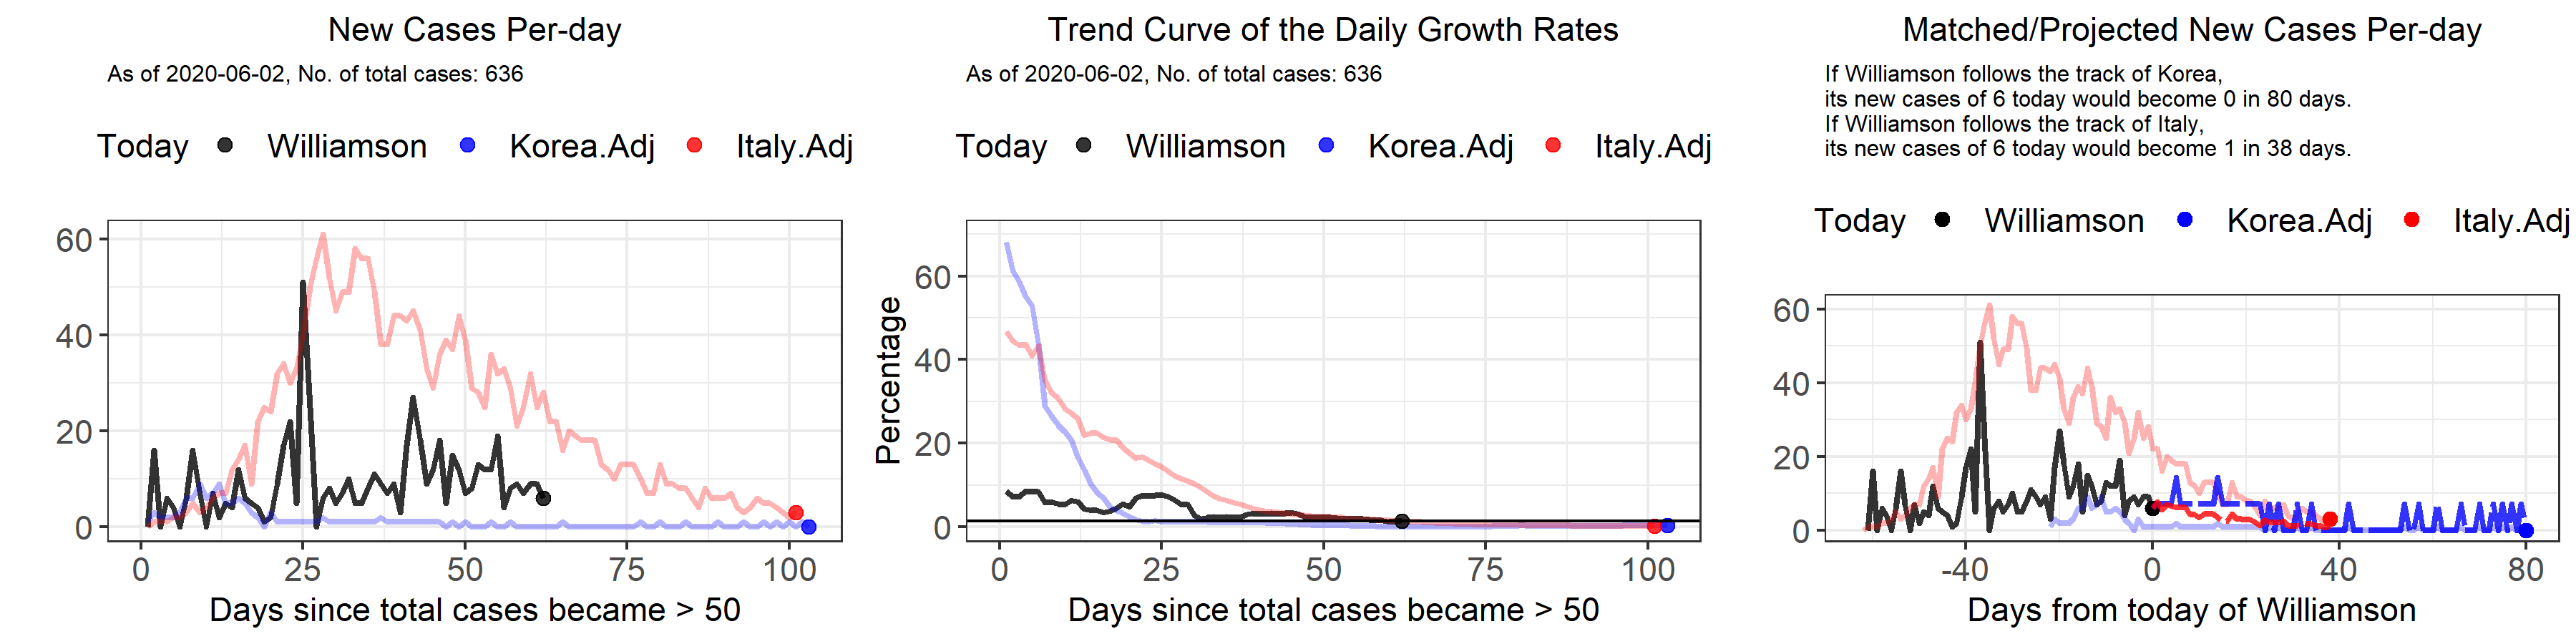 New Cases Per-day
As of 2020-06-02, No. of total cases: 636
Today Williamson Korea.Adj Italy.Adj
60
40
20
0
0 25 50 75 100
Days since total cases became > 50
Trend Curve of the Daily Growth Rates
As of 2020-06-02, No. of total cases: 636
Today Williamson Korea.Adj Italy.Adj
Percentage
60
40
20
0
0 25 50 75 100
Days since total cases became > 50
Matched/Projected New Cases Per-day
If Williamson follows the track of Korea,
its new cases of 6 today would become 0 in 80 days.
If Williamson follows the track of Italy,
its new cases of 6 today would become 1 in 38 days.
Today Williamson Korea.Adj Italy.Adj
60
40
20
0
-40 0 40 80
Days from today of Williamson